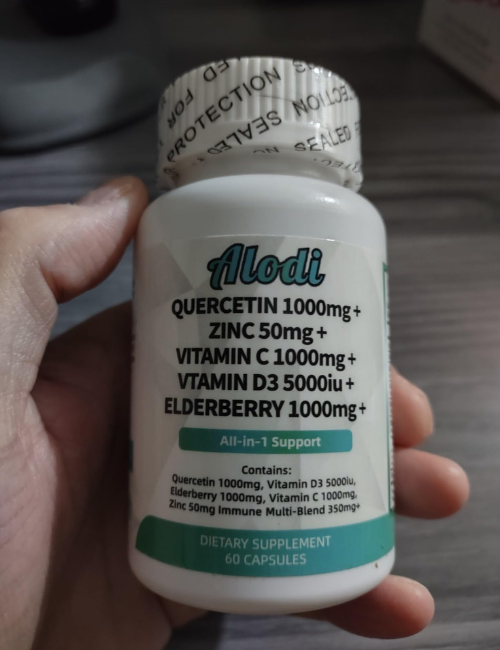 PROTECTION
SEALED
SEALED
Alodi
QUERCETIN 1000mg+
ZINC 50mg+
VITAMIN C 1000mg+
VTAMIN D3 5000iu+
ELDERBERRY 1000mg+
All-in-1 Support
Contains:
Quercetin 1000mg, Vitamin D3 5000iu,
Elderberry 1000mg, Vitamin C 1000mg,
Zinc 50mg Immune Multi-Blend 350mg+
DIETARY SUPPLEMENT
60 CAPSULES